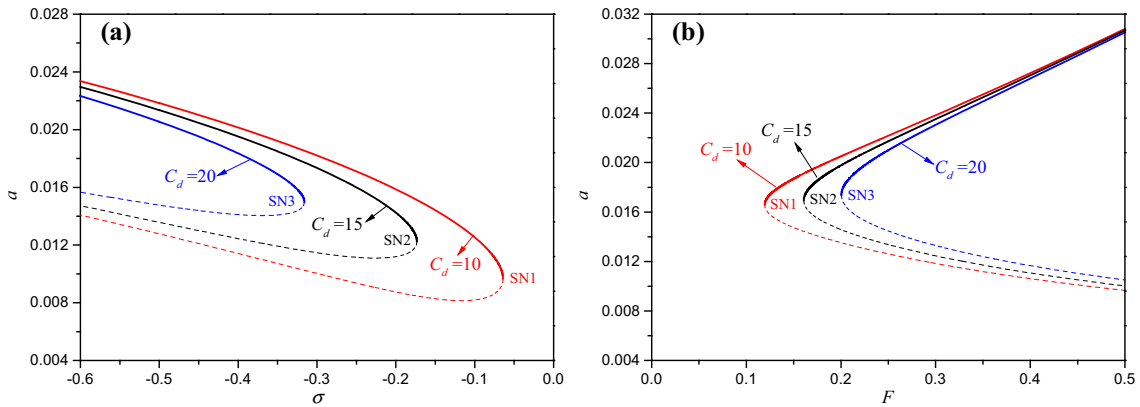 (a)
0.028
0.024
0.020
0.016
0.012
0.008
0.004
a
C_d=20
SN3
C_d=15
SN2
C_d=10
SN1
-0.6 -0.5 -0.4 -0.3 -0.2 -0.1 0.0
σ
(b)
0.032
0.028
0.024
0.020
0.016
0.012
0.008
0.004
a
C_d=15
C_d=10
C_d=20
SN1 SN2 SN3
0.0 0.1 0.2 0.3 0.4 0.5
F